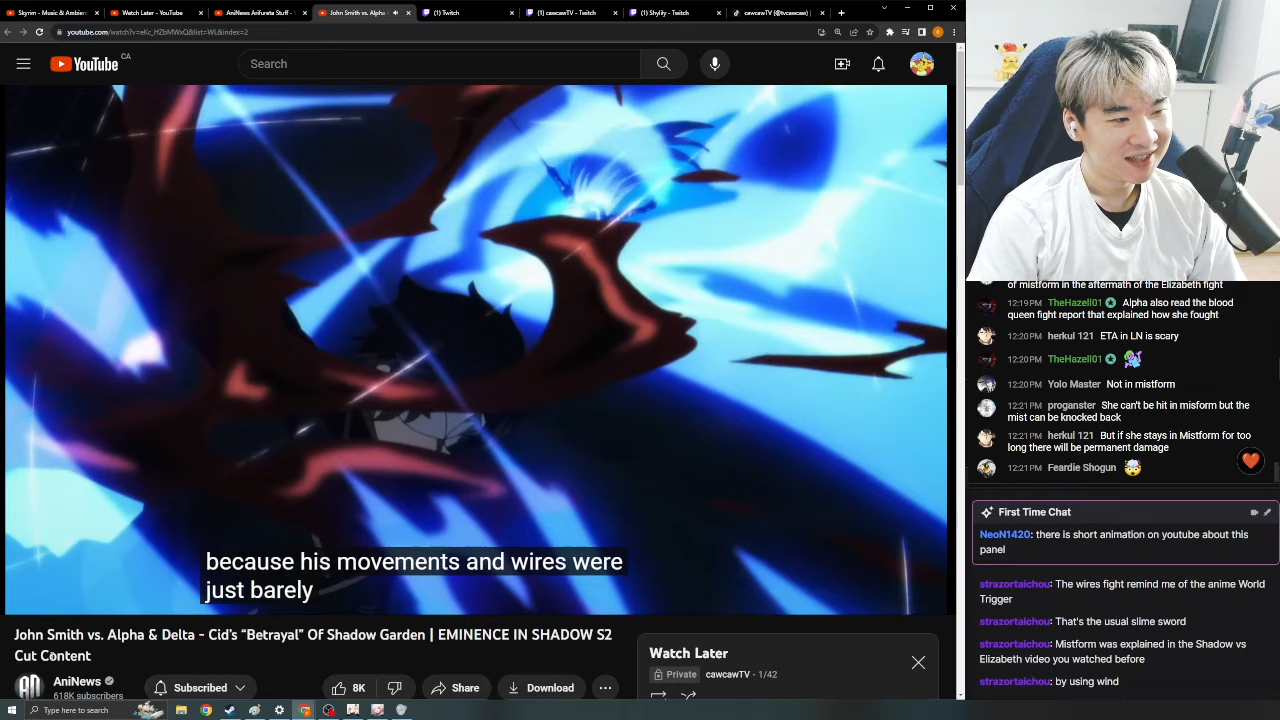 Slgrim - Music & Ambien
Watch Later - YouTube
AniNews Arifureta Stuff -
John Smith vs. Alpha &
(1) Twitch
(1) cawcawTV - Twitch
(1) Shylily - Twitch
cawcawTV (@tvcawcaw) |
youtube.com/watch?v=eKc_HZbMWxQ&list=WL&index=2
YouTube CA
Search
because his movements and wires were
just barely
John Smith vs. Alpha & Delta - Cid's "Betrayal" Of Shadow Garden | EMINENCE IN SHADOW S2
Cut Content
AniNews
618K subscribers
Subscribed
8K
Share
Download
Watch Later
Private cawcawTV - 1/42
Type here to search
of mistform in the aftermath of the Elizabeth fight
12:19PM TheHazell01 Alpha also read the blood
queen fight report that explained how she fought
12:20PM herkul 121 ETA in LN is scary
12:20PM TheHazell01
12:20PM Yolo Master Not in mistform
12:21PM proganster She can't be hit in misform but the
mist can be knocked back
12:21PM herkul 121 But if she stays in Mistform for too
long there will be permanent damage
12:21PM Feardie Shogun
First Time Chat
NeoN1420: there is short animation on youtube about this
panel
strazortaichou: The wires fight remind me of the anime World
Trigger
strazortaichou: That's the usual slime sword
strazortaichou: Mistform was explained in the Shadow vs
Elizabeth video you watched before
strazortaichou: by using wind